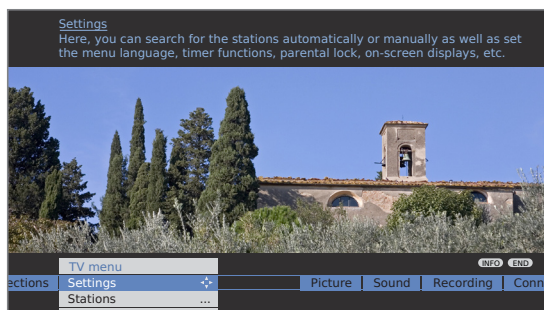 Settings
Here, you can search for the stations automatically or manually as well as set
the menu language, timer functions, parental lock, on-screen displays, etc.
INFO END
TV menu
ections Settings Picture Sound Recording Conn
Stations ...